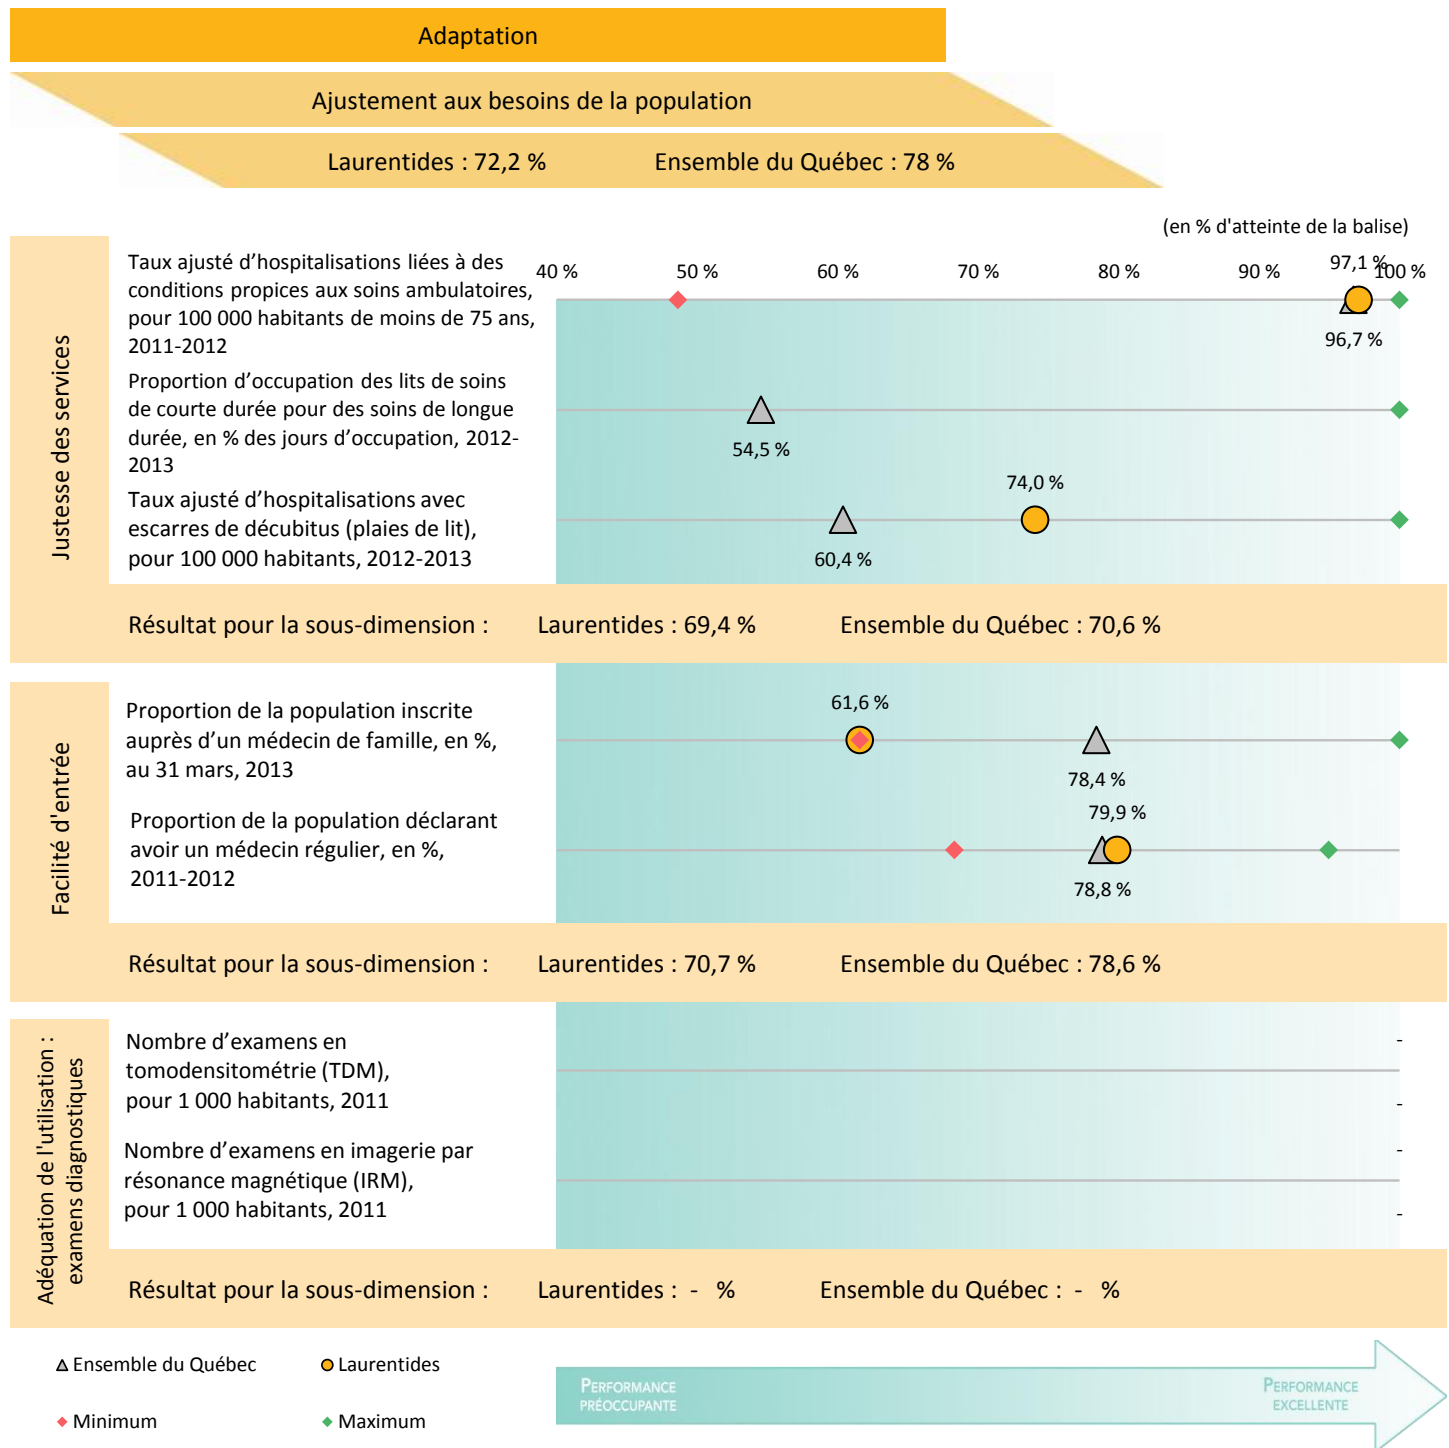 Adaptation
Ajustement aux besoins de la population
Laurentides : 72,2 % Ensemble du Québec : 78 %
(en % d'atteinte de la balise)
40 % 50 % 60 % 70 % 80 % 90 % 100 %
Justesse des services
Taux ajusté d’hospitalisations liées à des
conditions propices aux soins ambulatoires,
pour 100 000 habitants de moins de 75 ans,
2011-2012
97,1 %
96,7 %
Proportion d’occupation des lits de soins
de courte durée pour des soins de longue
durée, en % des jours d’occupation, 2012-
2013
54,5 %
Taux ajusté d’hospitalisations avec
escarres de décubitus (plaies de lit),
pour 100 000 habitants, 2012-2013
74,0 %
60,4 %
Résultat pour la sous-dimension : Laurentides : 69,4 % Ensemble du Québec : 70,6 %
Facilité d'entrée
Proportion de la population inscrite
auprès d’un médecin de famille, en %,
au 31 mars, 2013
61,6 %
78,4 %
Proportion de la population déclarant
avoir un médecin régulier, en %,
2011-2012
79,9 %
78,8 %
Résultat pour la sous-dimension : Laurentides : 70,7 % Ensemble du Québec : 78,6 %
Adéquation de l'utilisation :
examens diagnostiques
Nombre d’examens en
tomodensitométrie (TDM),
pour 1 000 habitants, 2011
-
-
Nombre d’examens en imagerie par
résonance magnétique (IRM),
pour 1 000 habitants, 2011
-
-
Résultat pour la sous-dimension : Laurentides : - % Ensemble du Québec : - %
Ensemble du Québec Laurentides
Minimum Maximum
PERFORMANCE
PRÉOCCUPANTE
PERFORMANCE
EXCELLENTE